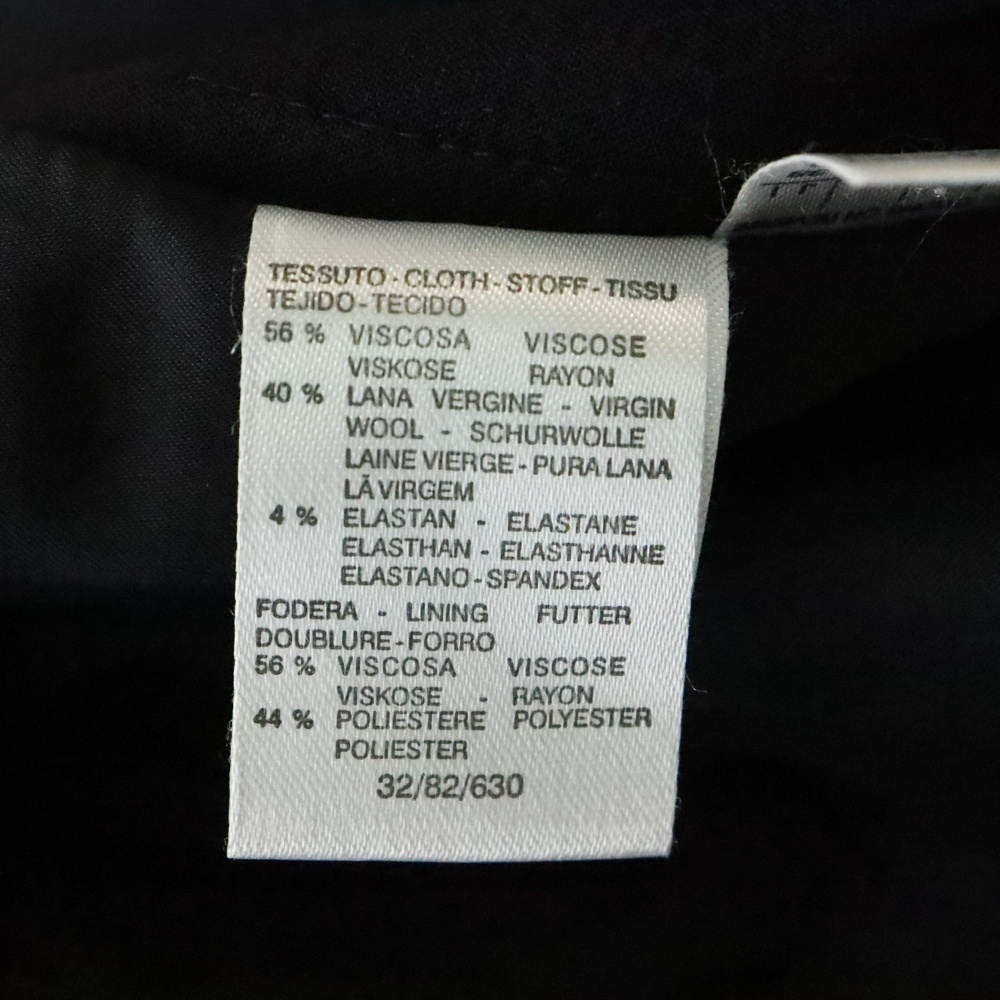 TESSUTO - CLOTH - STOFF - TISSU
TEJIDO - TECIDO
56 % VISCOSA VISCOSE
VISKOSE RAYON
40 % LANA VERGINE - VIRGIN
WOOL - SCHURWOLLE
LAINE VIERGE - PURA LANA
LÃ VIRGEM
4 % ELASTAN - ELASTANE
ELASTHAN - ELASTHANNE
ELASTANO - SPANDEX
FODERA - LINING FUTTER
DOUBLURE - FORRO
56 % VISCOSA VISCOSE
VISKOSE - RAYON
44 % POLIESTERE POLYESTER
POLIESTER
32/82/630